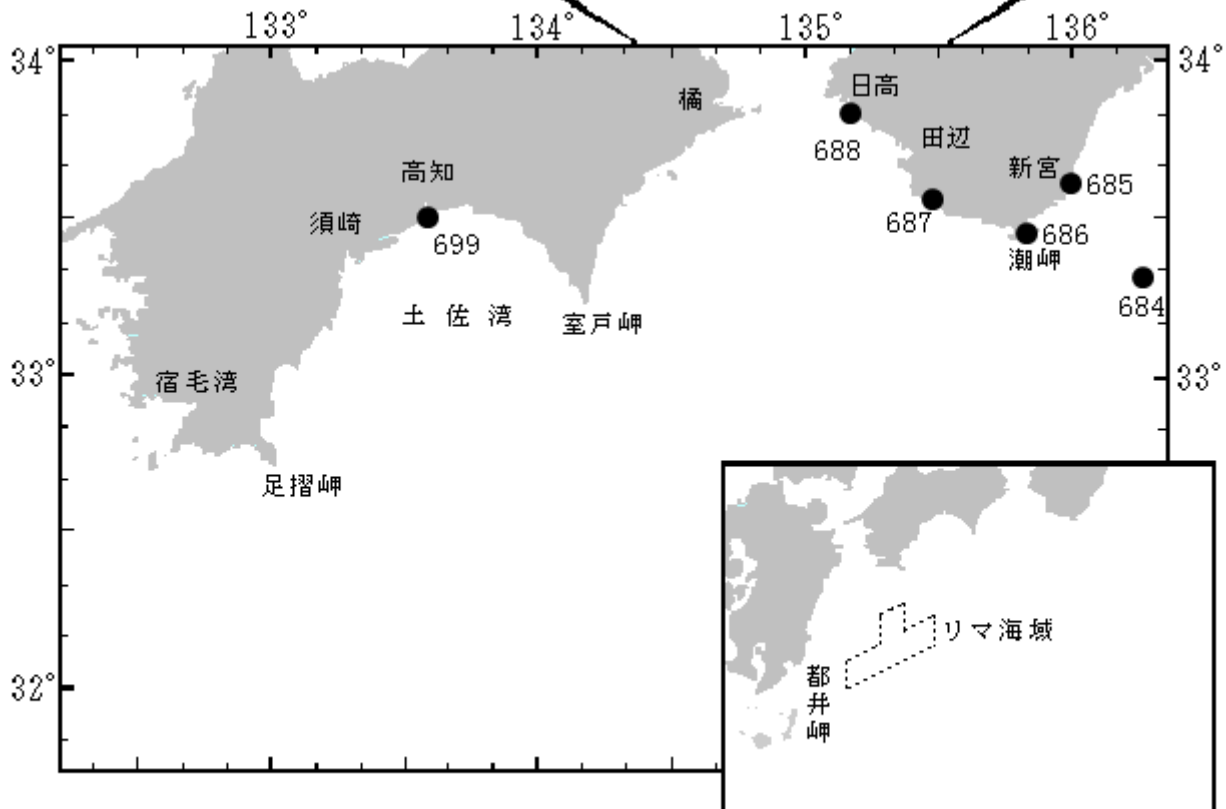 133° 134° 135° 136°
34° 34°
日高
橘
688
田辺
高知
新宮
685
須崎
687
699
686
潮岬
684
土佐湾
室戸岬
33° 33°
宿毛湾
足摺岬
リマ海域
都井岬
32°